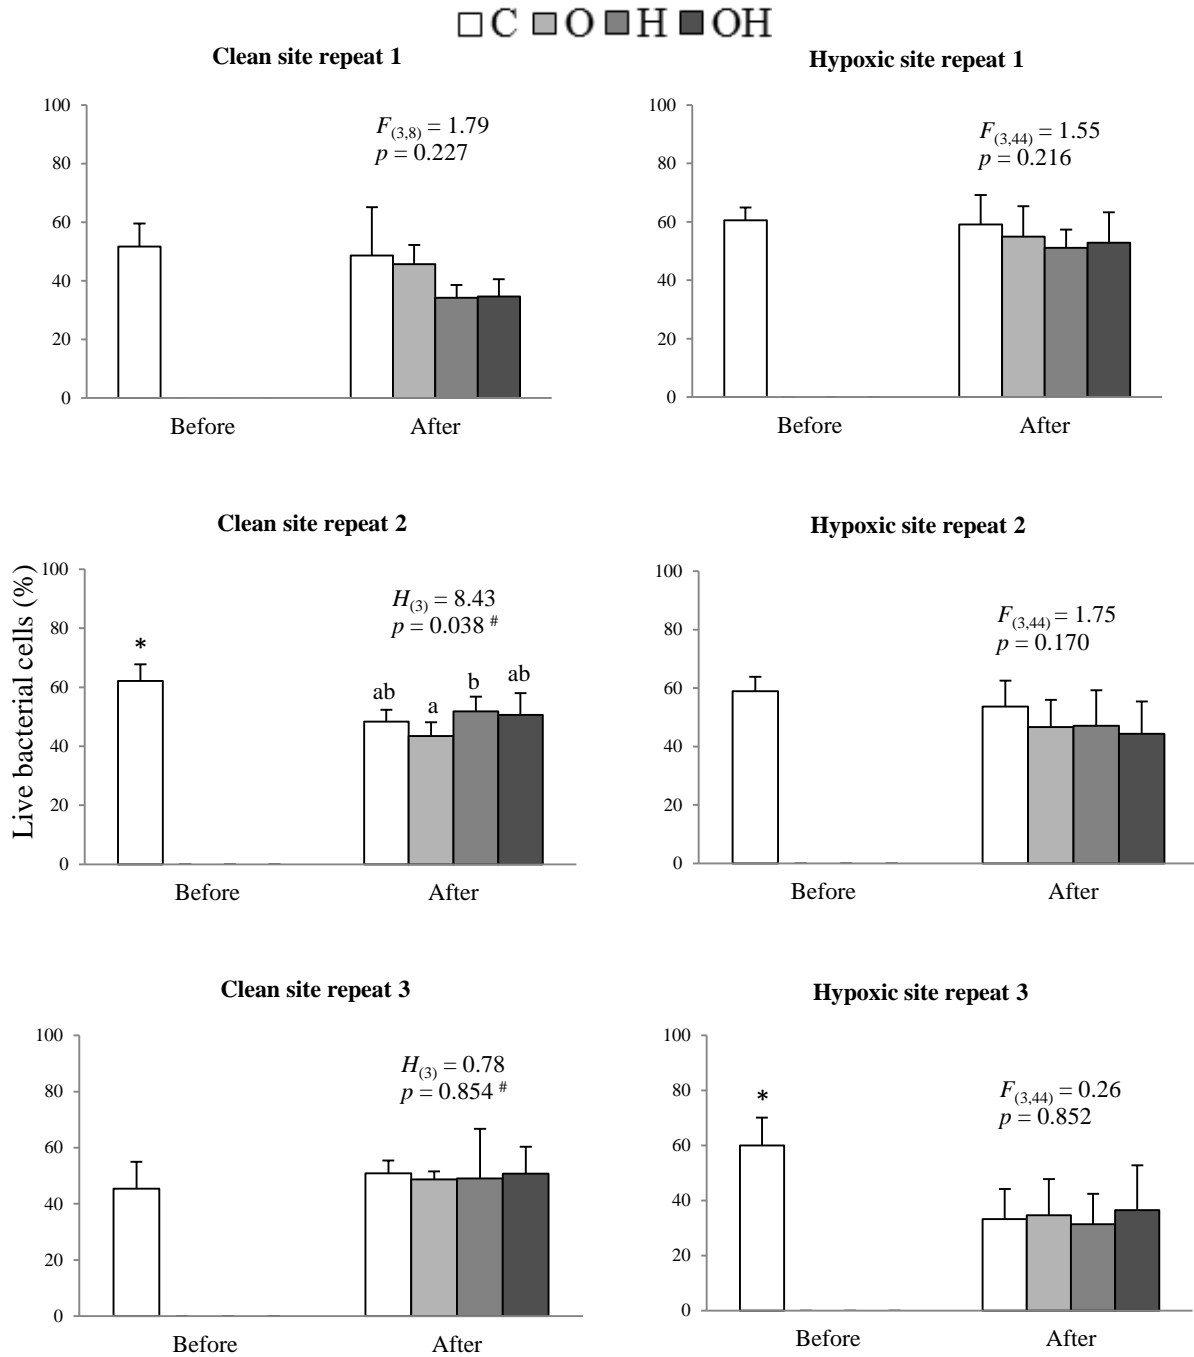 C O H OH
Clean site repeat 1
100
80
60
40
20
0
F(3,8) = 1.79
p = 0.227
Before After
Hypoxic site repeat 1
100
80
60
40
20
0
F(3,44) = 1.55
p = 0.216
Before After
Live bacterial cells (%)
Clean site repeat 2
100
80
60
40
20
0
H(3) = 8.43
p = 0.038 #
*
ab a b ab
Before After
Hypoxic site repeat 2
100
80
60
40
20
0
F(3,44) = 1.75
p = 0.170
Before After
Clean site repeat 3
100
80
60
40
20
0
H(3) = 0.78
p = 0.854 #
Before After
Hypoxic site repeat 3
100
80
60
40
20
0
*
F(3,44) = 0.26
p = 0.852
Before After